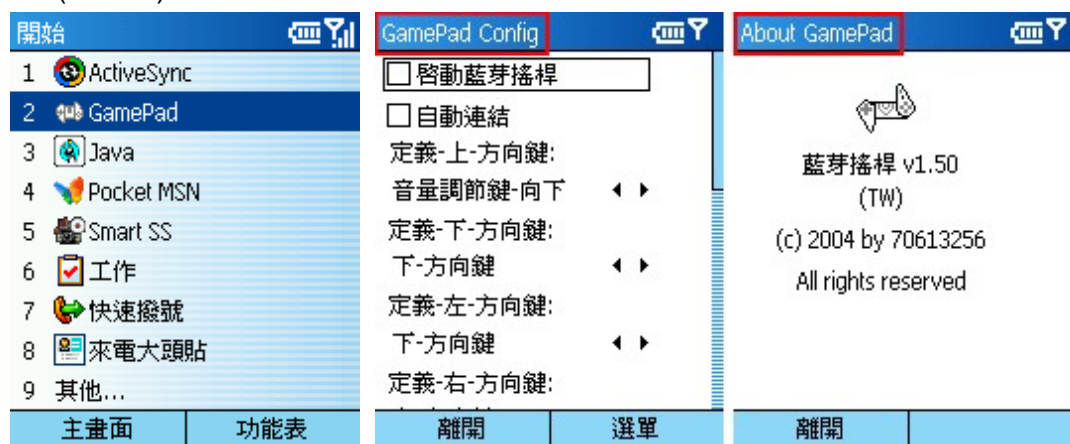 開始
1 ActiveSync
2 GamePad
3 Java
4 Pocket MSN
5 Smart SS
6 工作
7 快速撥號
8 來電大頭貼
9 其他...
主畫面 功能表
GamePad Config
啓動藍芽搖桿
自動連結
定義-上-方向鍵:
音量調節鍵-向下
定義-下-方向鍵:
下-方向鍵
定義-左-方向鍵:
下-方向鍵
定義-右-方向鍵:
離開 選單
About GamePad
藍芽搖桿 v1.50
(TW)
(c) 2004 by 70613256
All rights reserved
離開